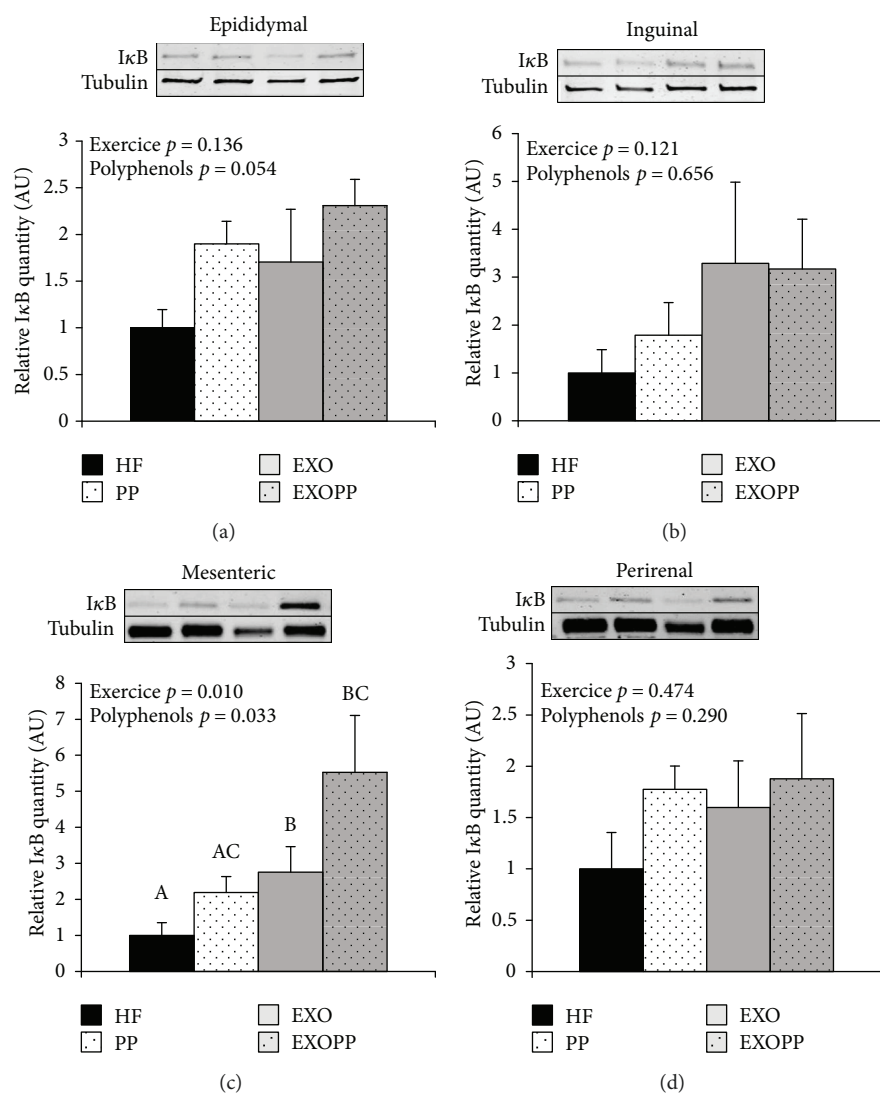 Epididymal
IκB
Tubulin
Relative IκB quantity (AU)
3
2.5
2
1.5
1
0.5
0
Exercice p = 0.136
Polyphenols p = 0.054
HF
EXO
PP
EXOPP
(a)
Inguinal
IκB
Tubulin
Relative IκB quantity (AU)
6
5
4
3
2
1
0
Exercice p = 0.121
Polyphenols p = 0.656
HF
EXO
PP
EXOPP
(b)
Mesenteric
IκB
Tubulin
Relative IκB quantity (AU)
8
7
6
5
4
3
2
1
0
Exercice p = 0.010
Polyphenols p = 0.033
A
AC
B
BC
HF
EXO
PP
EXOPP
(c)
Perirenal
IκB
Tubulin
Relative IκB quantity (AU)
3
2.5
2
1.5
1
0.5
0
Exercice p = 0.474
Polyphenols p = 0.290
HF
EXO
PP
EXOPP
(d)